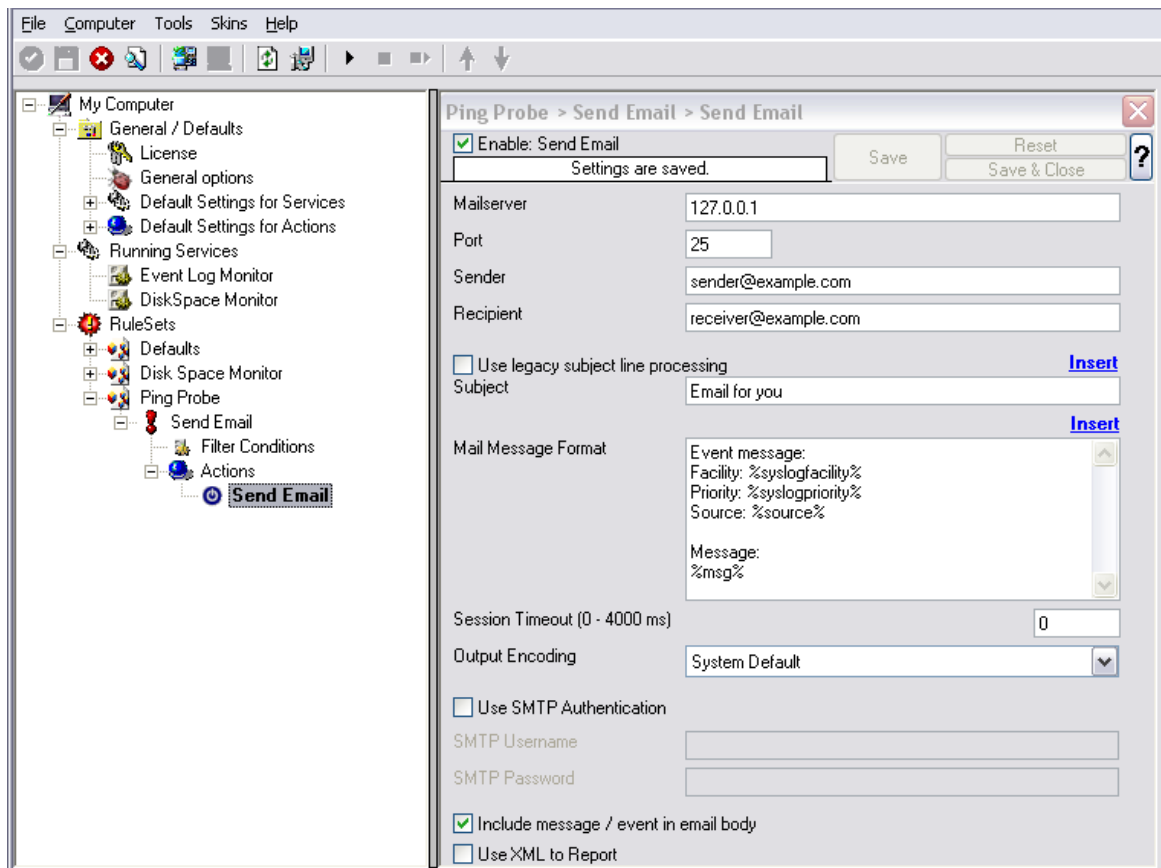 File Computer Tools Skins Help
My Computer
General / Defaults
License
General options
Default Settings for Services
Default Settings for Actions
Running Services
Event Log Monitor
DiskSpace Monitor
RuleSets
Defaults
Disk Space Monitor
Ping Probe
Send Email
Filter Conditions
Actions
Send Email
Ping Probe > Send Email > Send Email
Enable: Send Email
Settings are saved.
Save
Reset
Save & Close
?
Mailserver 127.0.0.1
Port 25
Sender sender@example.com
Recipient receiver@example.com
Use legacy subject line processing Insert
Subject Email for you
Insert
Mail Message Format
Event message:
Facility: %syslogfacility%
Priority: %syslogpriority%
Source: %source%
Message:
%msg%
Session Timeout (0 - 4000 ms) 0
Output Encoding System Default
Use SMTP Authentication
SMTP Username
SMTP Password
Include message / event in email body
Use XML to Report